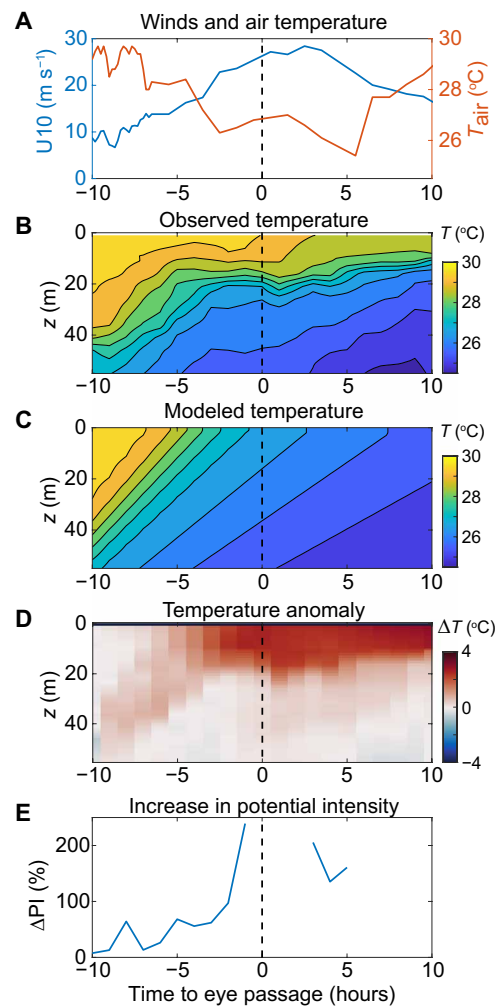 A Winds and air temperature
30 30
20 28
10 26
0
U10 (m s⁻¹)
Tair (ºC)
-10 -5 0 5 10
B Observed temperature
0
20
40
z (m)
T (ºC)
30
28
26
-10 -5 0 5 10
C Modeled temperature
0
20
40
z (m)
T (ºC)
30
28
26
-10 -5 0 5 10
D Temperature anomaly
0
20
40
z (m)
ΔT (ºC)
4
0
-4
-10 -5 0 5 10
E Increase in potential intensity
200
100
0
ΔPI (%)
-10 -5 0 5 10
Time to eye passage (hours)